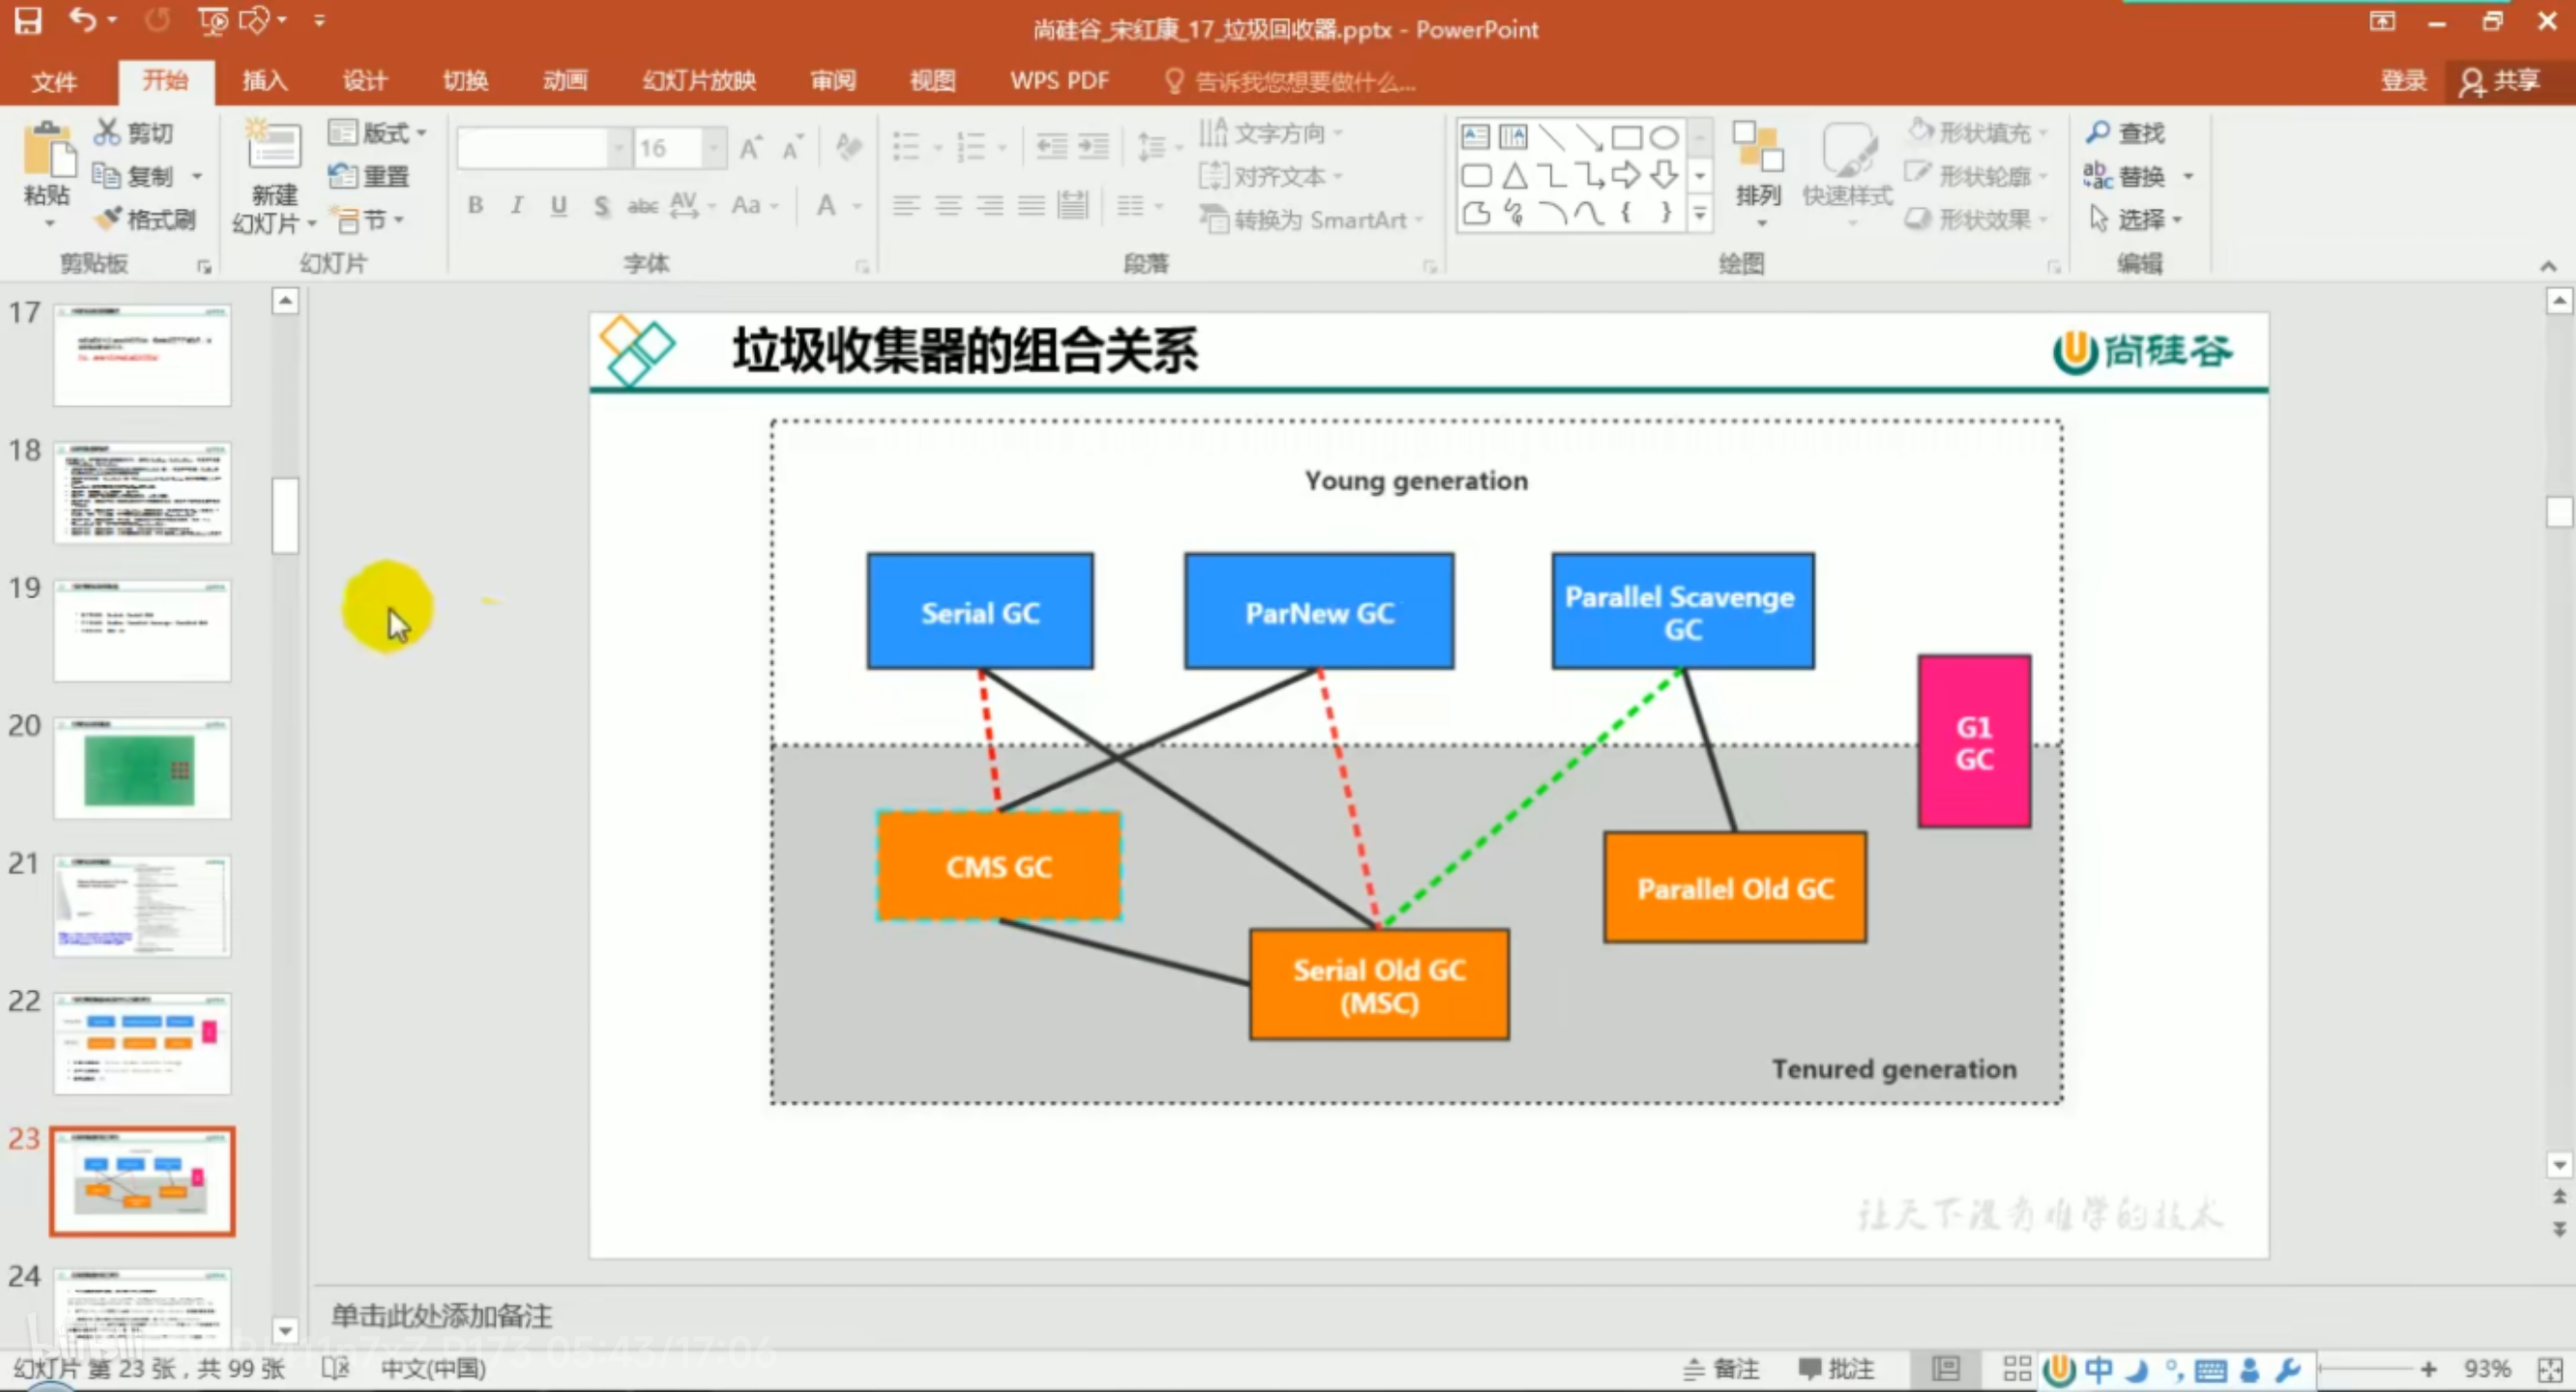 尚硅谷_宋红康_17_垃圾回收器.pptx - PowerPoint
文件 开始 插入 设计 切换 动画 幻灯片放映 审阅 视图 WPS PDF 告诉我您想要做什么... 登录 共享
粘贴 剪切 复制 格式刷 剪贴板
新建 幻灯片 版式 重置 节 幻灯片
16 B I U S abc AV Aa A 字体
文字方向 对齐文本 转换为 SmartArt 段落
排列 快速样式 形状填充 形状轮廓 形状效果 绘图
查找 替换 选择 编辑
17
18
19
20
21
22
23
24
垃圾收集器的组合关系
尚硅谷
Young generation
Serial GC
ParNew GC
Parallel Scavenge
GC
G1
GC
CMS GC
Parallel Old GC
Serial Old GC
(MSC)
Tenured generation
让天下没有难学的技术
单击此处添加备注
P173 05:43/17:06
幻灯片 第 23 张，共 99 张 中文(中国) 备注 批注 中 93%